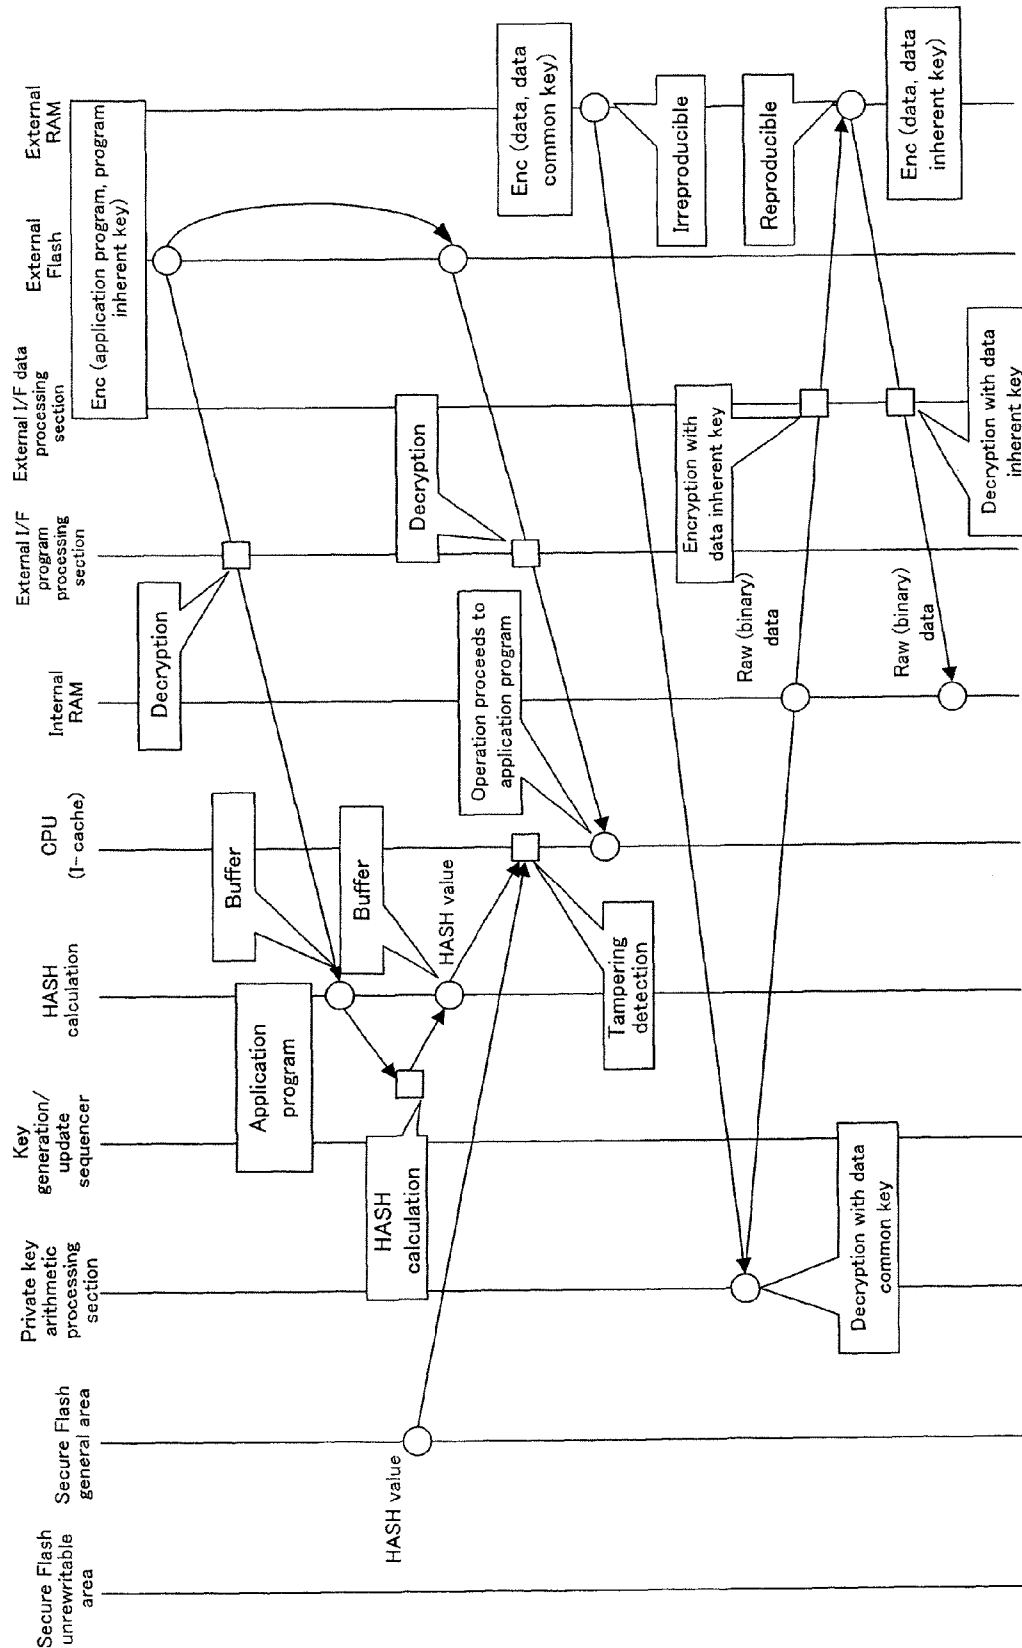 Secure Flash
unrewritable
area
Secure Flash
general area
Private key
arithmetic
processing
section
Key
generation/
update
sequencer
HASH
calculation
CPU
(I-cache)
Internal
RAM
External I/F
program
processing
section
External I/F data
processing
section
External
Flash
External
RAM
Enc (application program, program
inherent key)
Decryption
Buffer
Application
program
Buffer
HASH
calculation
HASH value
HASH value
Decryption
Operation proceeds to
application program
Tampering
detection
Enc (data, data
common key)
Irreproducible
Reproducible
Encryption with
data inherent key
Raw (binary)
data
Decryption with data
common key
Enc (data, data
inherent key)
Raw (binary)
data
Decryption with data
inherent key